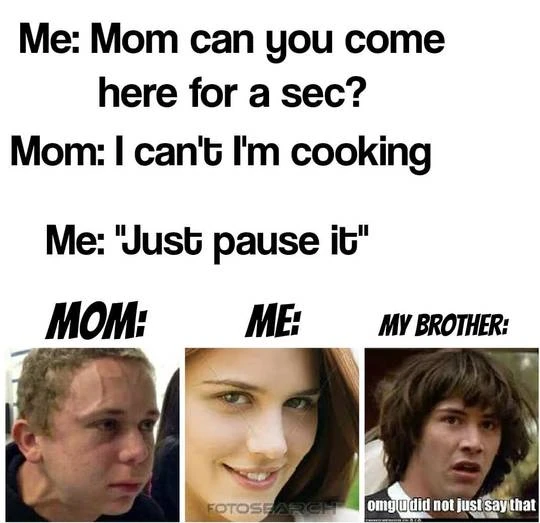 Me: Mom can you come
here for a sec?
Mom: I can't I'm cooking
Me: "Just pause it"
MOM: ME: MY BROTHER:
FOTOSEARCH
omg u did not just say that